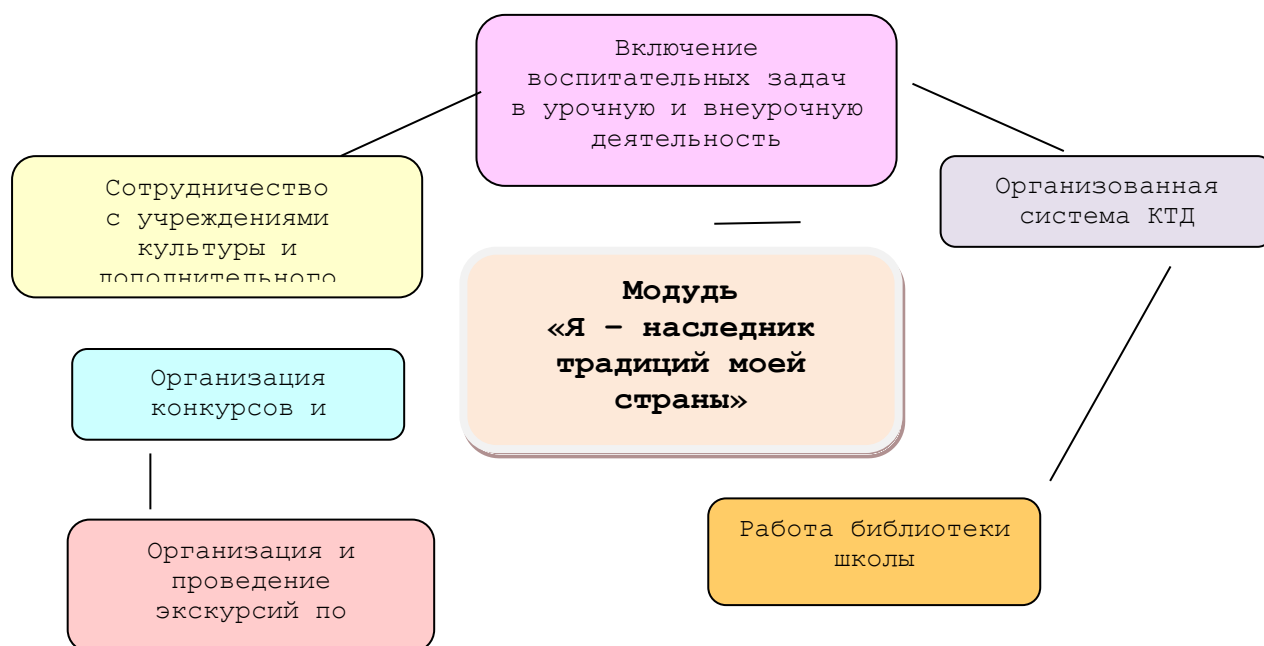 Включение
воспитательных задач
в урочную и внеурочную
деятельность
Сотрудничество
с учреждениями
культуры и
дополнительного
Организованная
система КТД
Модудь
«Я – наследник
традиций моей
страны»
Организация
конкурсов и
Организация и
проведение
экскурсий по
Работа библиотеки
школы